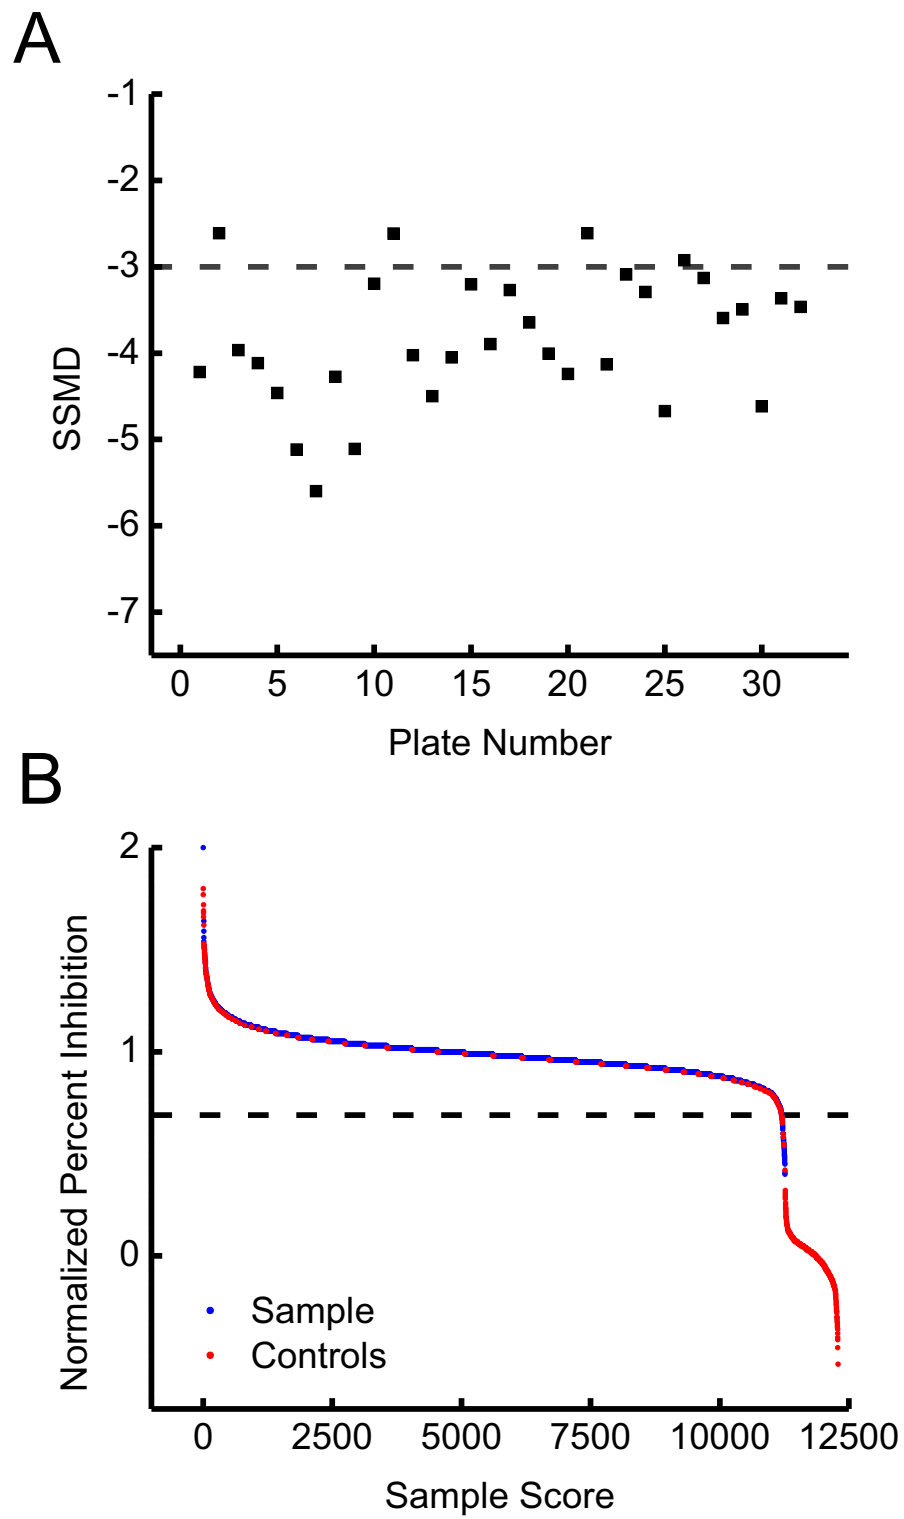 A
-1
-2
-3
-4
-5
-6
-7
SSMD
0 5 10 15 20 25 30
Plate Number
B
2
1
0
Normalized Percent Inhibition
Sample
Controls
0 2500 5000 7500 10000 12500
Sample Score